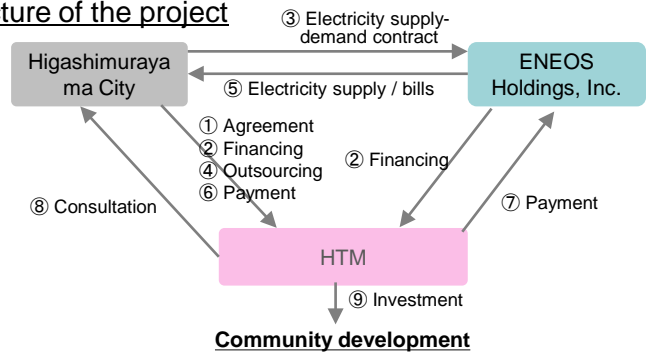 cture of the project
③ Electricity supply-
demand contract
Higashimuraya
ma City
ENEOS
Holdings, Inc.
⑤ Electricity supply / bills
① Agreement
② Financing
④ Outsourcing
⑥ Payment
② Financing
⑧ Consultation
⑦ Payment
HTM
⑨ Investment
Community development